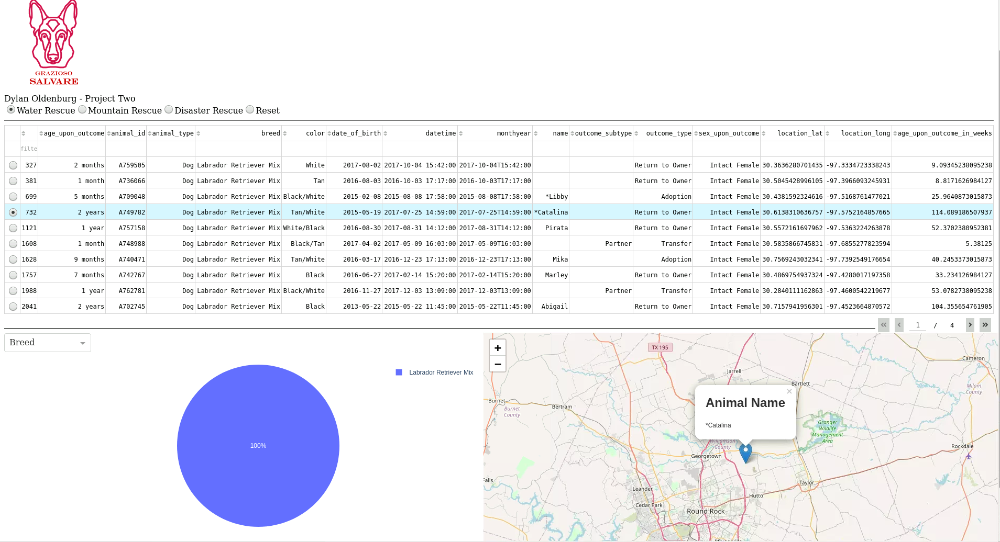 GRAZIOSO
SALVARE
Dylan Oldenburg - Project Two
Water Rescue Mountain Rescue Disaster Rescue Reset
age_upon_outcome animal_id animal_type breed color date_of_birth datetime monthyear name outcome_subtype outcome_type sex_upon_outcome location_lat location_long age_upon_outcome_in_weeks
filte
327 2 months A759505 Dog Labrador Retriever Mix White 2017-08-02 2017-10-04 15:42:00 2017-10-04T15:42:00 Return to Owner Intact Female 30.3636280701435 -97.3334723338243 9.09345238095238
381 1 month A736066 Dog Labrador Retriever Mix Tan 2016-08-03 2016-10-03 17:17:00 2016-10-03T17:17:00 Return to Owner Intact Female 30.5045428996105 -97.3966093245931 8.8171626984127
699 5 months A709048 Dog Labrador Retriever Mix Black/White 2015-02-08 2015-08-08 17:58:00 2015-08-08T17:58:00 *Libby Adoption Intact Female 30.4381592324616 -97.5168761477021 25.9640873015873
732 2 years A749782 Dog Labrador Retriever Mix Tan/White 2015-05-19 2017-07-25 14:59:00 2017-07-25T14:59:00 *Catalina Return to Owner Intact Female 30.6138310636757 -97.5752164857665 114.089186507937
1121 1 year A757158 Dog Labrador Retriever Mix White/Black 2016-08-30 2017-08-31 14:12:00 2017-08-31T14:12:00 Pirata Return to Owner Intact Female 30.5572161697962 -97.5363224263878 52.3702380952381
1608 1 month A748988 Dog Labrador Retriever Mix Black/Tan 2017-04-02 2017-05-09 16:03:00 2017-05-09T16:03:00 Partner Transfer Intact Female 30.5835866745831 -97.6855277823594 5.38125
1628 9 months A740471 Dog Labrador Retriever Mix Tan/White 2016-03-17 2016-12-23 17:13:00 2016-12-23T17:13:00 Mika Adoption Intact Female 30.7569243032341 -97.7392549176654 40.2453373015873
1757 7 months A742767 Dog Labrador Retriever Mix Black 2016-06-27 2017-02-14 15:20:00 2017-02-14T15:20:00 Marley Return to Owner Intact Female 30.4869754937324 -97.4280017197358 33.234126984127
1988 1 year A762781 Dog Labrador Retriever Mix Black/White 2016-11-27 2017-12-03 13:09:00 2017-12-03T13:09:00 Partner Transfer Intact Female 30.2840111162863 -97.4600542219677 53.0782738095238
2041 2 years A702745 Dog Labrador Retriever Mix Black 2013-05-22 2015-05-22 11:45:00 2015-05-22T11:45:00 Abigail Return to Owner Intact Female 30.7157941956301 -97.4523664870572 104.355654761905
1 / 4
Breed
Labrador Retriever Mix
100%
+
−
TX 195
Cameron
Jarrell
Bartlett
Milam
County
Burnet
Bertram
Burnet
County
Animal Name
*Catalina
Granger
Wildlife
Management
Area
Williamson
County
Georgetown
Rockdale
Falls
Taylor
Leander
Hutto
Cedar Park
Round Rock